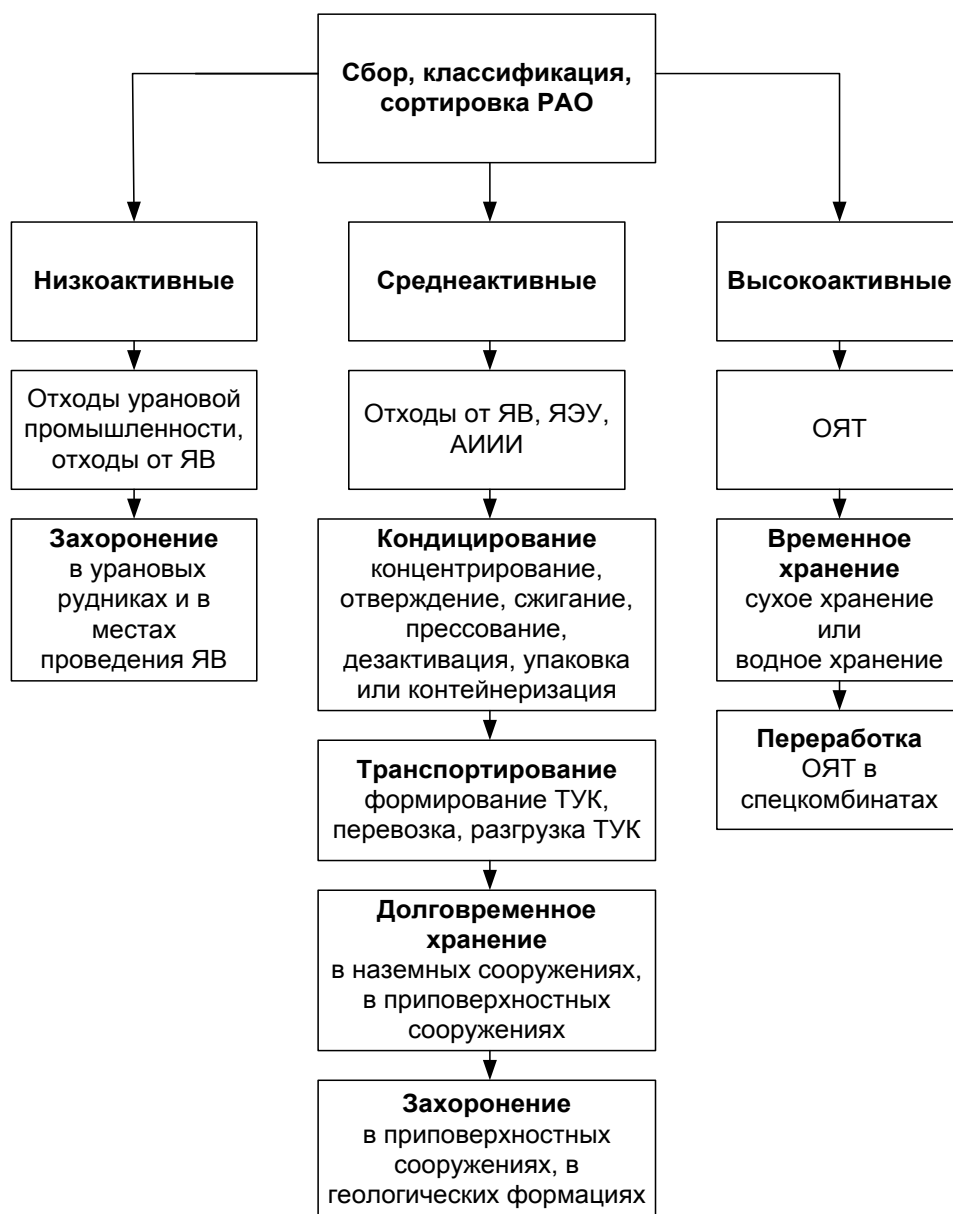 Сбор, классификация,
сортировка РАО
Низкоактивные
Среднеактивные
Высокоактивные
Отходы урановой
промышленности,
отходы от ЯВ
Отходы от ЯВ, ЯЭУ,
АИИИ
ОЯТ
Захоронение
в урановых
рудниках и в
местах
проведения ЯВ
Кондицирование
концентрирование,
отверждение, сжигание,
прессование,
дезактивация, упаковка
или контейнеризация
Временное
хранение
сухое хранение
или
водное хранение
Транспортирование
формирование ТУК,
перевозка, разгрузка ТУК
Переработка
ОЯТ в
спецкомбинатах
Долговременное
хранение
в наземных сооружениях,
в приповерхностных
сооружениях
Захоронение
в приповерхностных
сооружениях, в
геологических формациях